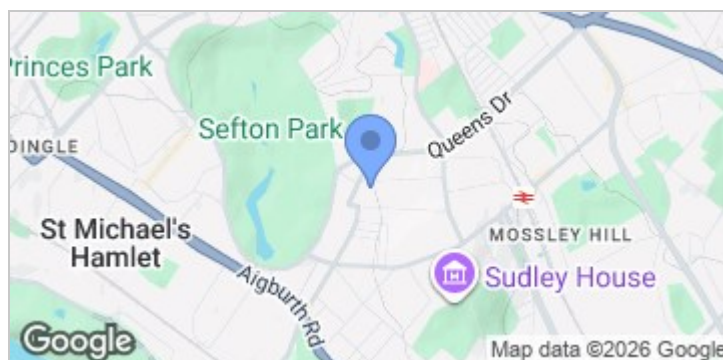 Princes Park
Sefton Park
Queens Dr
DINGLE
St Michael's
Hamlet
MOSSLEY HILL
Sudley House
Aigburth Rd
Google
Map data ©2026 Google